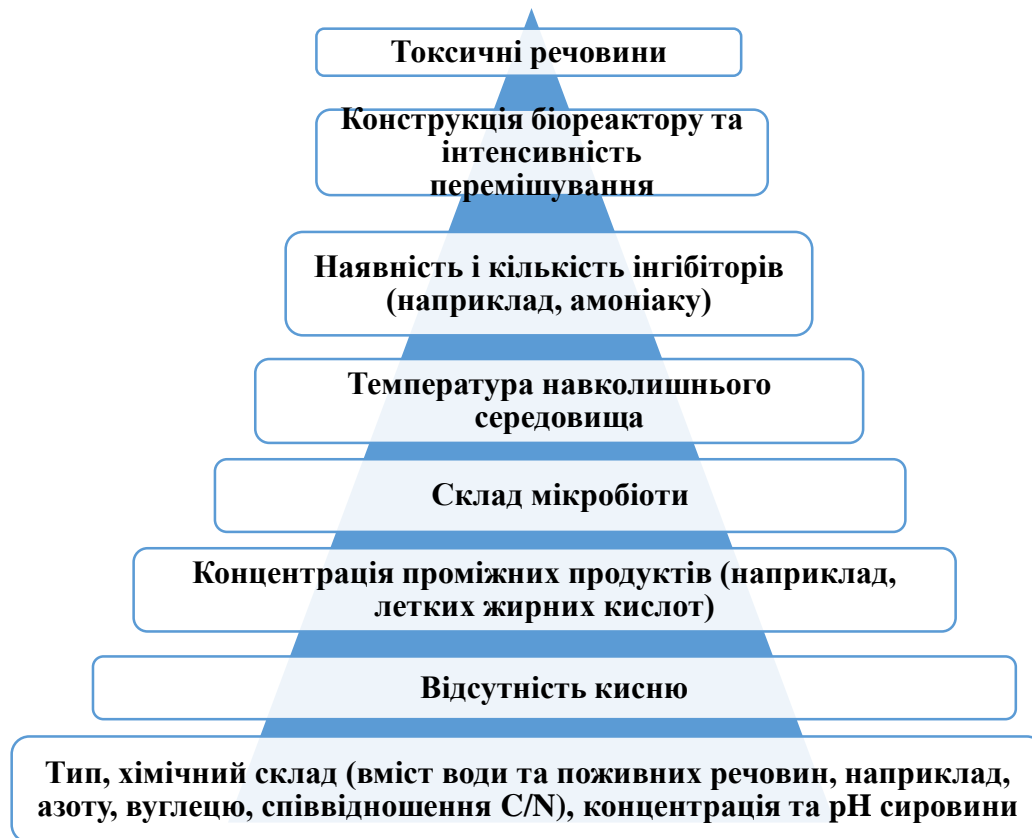 Токсичні речовини
Конструкція біореактору та
інтенсивність
перемішування
Наявність і кількість інгібіторів
(наприклад, амоніаку)
Температура навколишнього
середовища
Склад мікробіоти
Концентрація проміжних продуктів (наприклад,
летких жирних кислот)
Відсутність кисню
Тип, хімічний склад (вміст води та поживних речовин, наприклад,
азоту, вуглецю, співвідношення C/N), концентрація та pH сировини